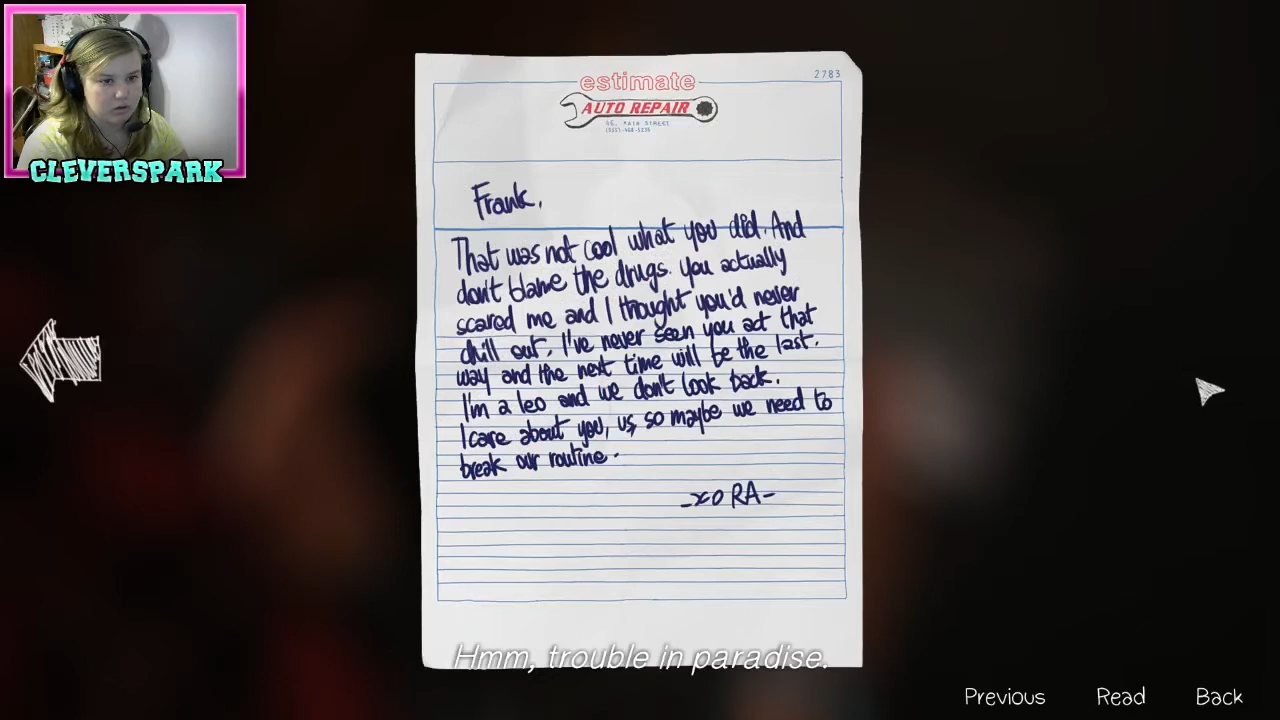 CLEVERSPARK
estimate
2783
AUTO REPAIR
Frank,
That was not cool what you did. And
don't blame the drugs. You actually
scared me and I thought you'd never
chill out. I've never seen you act that
way and the next time will be the last.
I'm a leo and we don't look back.
I care about you, us, so maybe we need to
break our routine.
-xo RA-
Hmm, trouble in paradise.
Previous
Read
Back